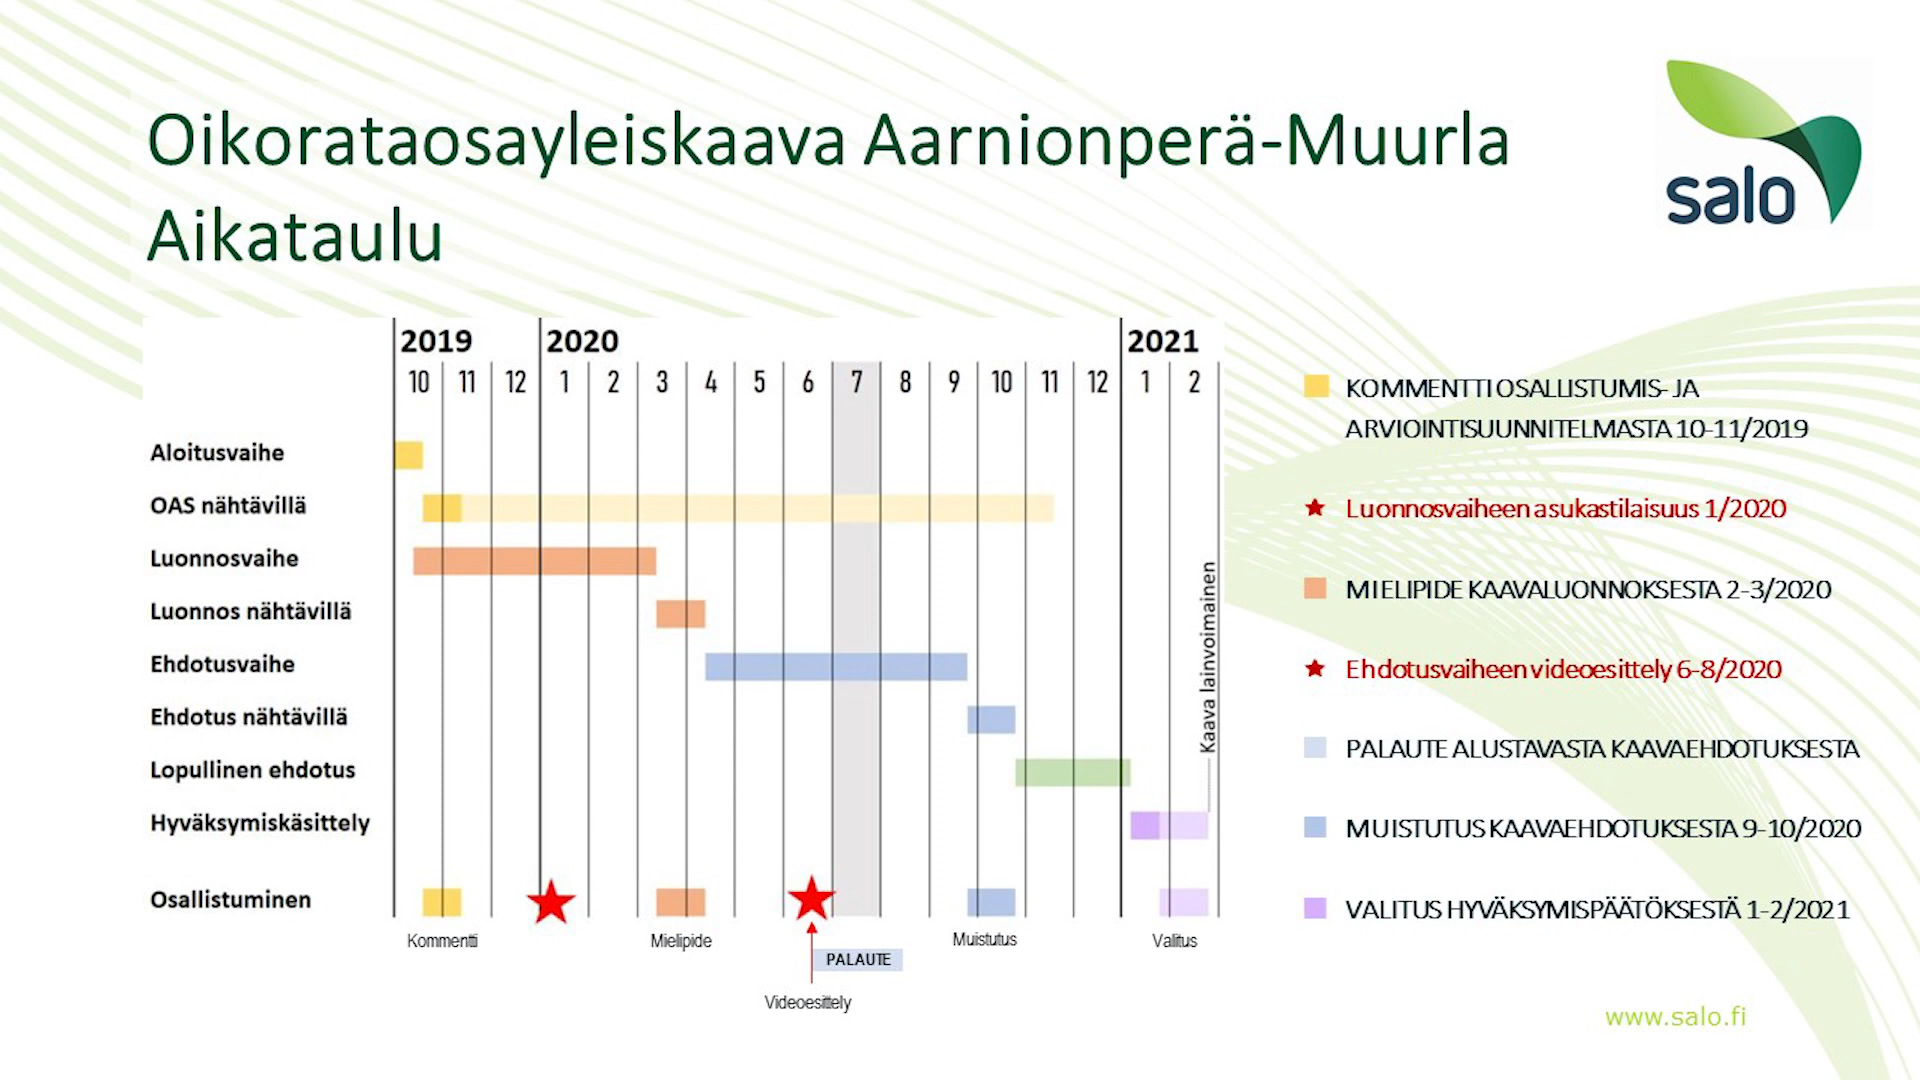 Oikorataosayleiskaava Aarnionperä-Muurla
Aikataulu
salo
2019 2020 2021
10 11 12 1 2 3 4 5 6 7 8 9 10 11 12 1 2
Aloitusvaihe
OAS nähtävillä
Luonnosvaihe
Luonnos nähtävillä
Ehdotusvaihe
Ehdotus nähtävillä
Lopullinen ehdotus
Hyväksymiskäsittely
Osallistuminen
Kaava lainvoimainen
Kommentti Mielipide Muistutus Valitus
PALAUTE
Videoesittely
KOMMENTTI OSALLISTUMIS- JA
ARVIOINTISUUNNITELMASTA 10-11/2019
Luonnosvaiheen asukastilaisuus 1/2020
MIELIPIDE KAAVALUONNOKSESTA 2-3/2020
Ehdotusvaiheen videoesittely 6-8/2020
PALAUTE ALUSTAVASTA KAAVAEHDOTUKSESTA
MUISTUTUS KAAVAEHDOTUKSESTA 9-10/2020
VALITUS HYVÄKSYMISPÄÄTÖKSESTÄ 1-2/2021
www.salo.fi